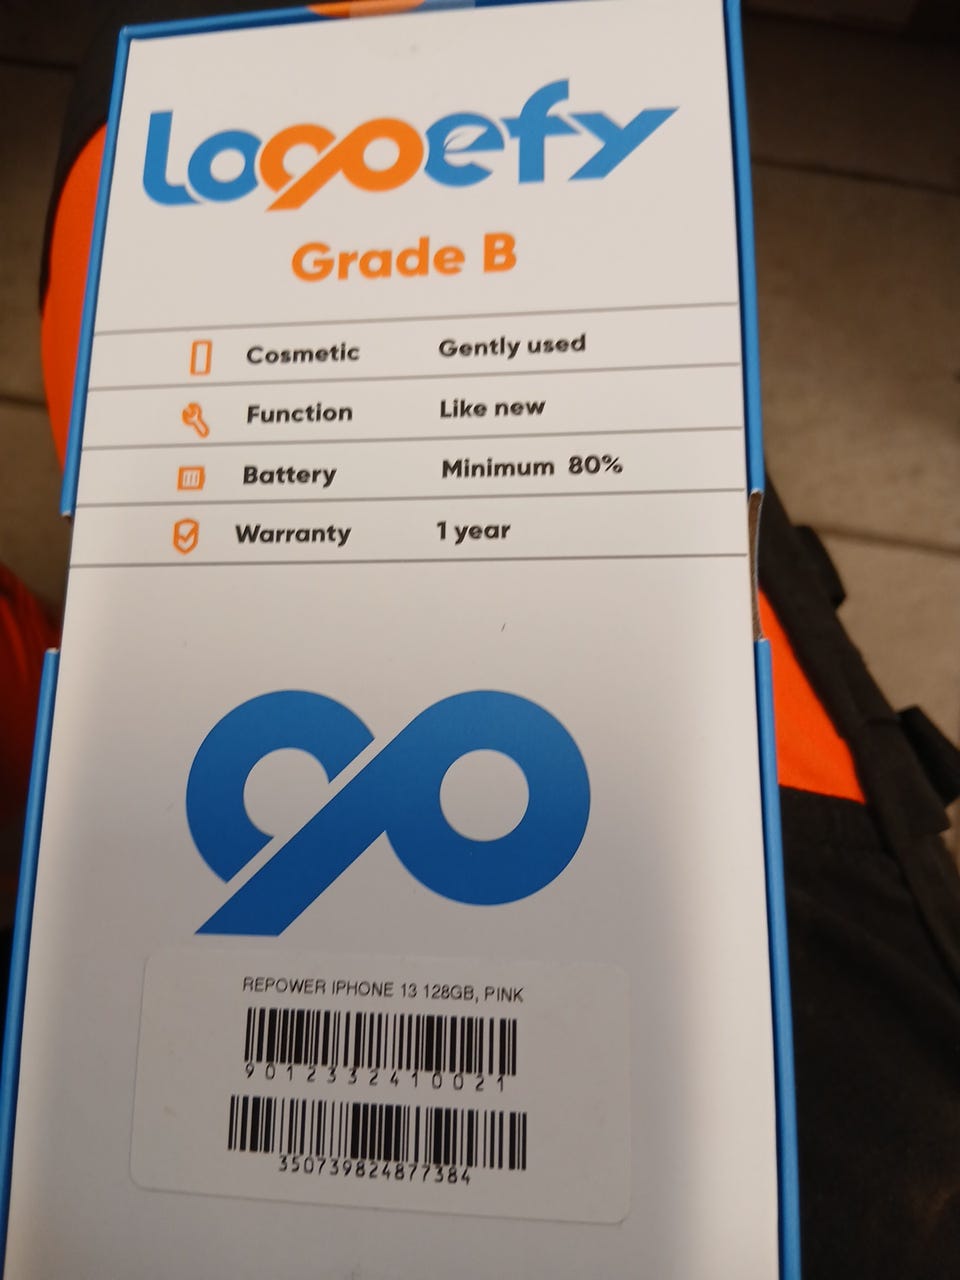 Logoefy
Grade B
Cosmetic Gently used
Function Like new
Battery Minimum 80%
Warranty 1 year
REPOWER IPHONE 13 128GB, PINK
9012332410021
350739824877384